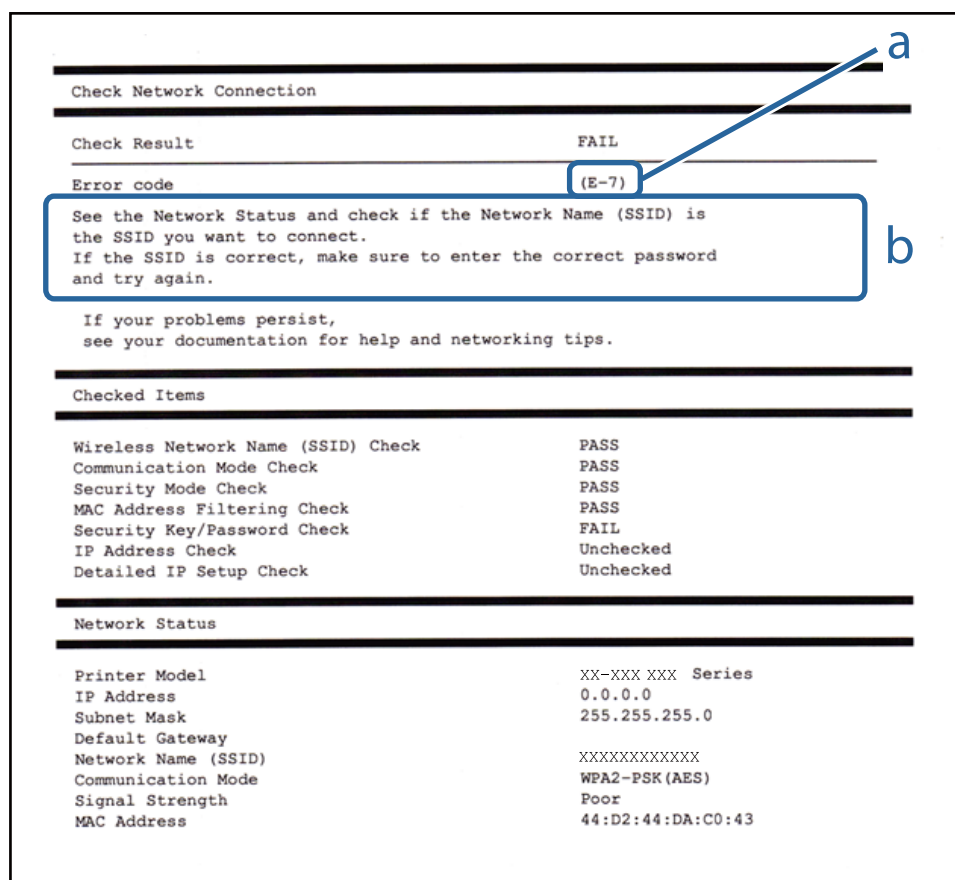 a
Check Network Connection
Check Result FAIL
Error code (E-7)
See the Network Status and check if the Network Name (SSID) is
the SSID you want to connect.
If the SSID is correct, make sure to enter the correct password
and try again.
b
If your problems persist,
see your documentation for help and networking tips.
Checked Items
Wireless Network Name (SSID) Check PASS
Communication Mode Check PASS
Security Mode Check PASS
MAC Address Filtering Check PASS
Security Key/Password Check FAIL
IP Address Check Unchecked
Detailed IP Setup Check Unchecked
Network Status
Printer Model XX-XXX XXX Series
IP Address 0.0.0.0
Subnet Mask 255.255.255.0
Default Gateway
Network Name (SSID) XXXXXXXXXXXX
Communication Mode WPA2-PSK(AES)
Signal Strength Poor
MAC Address 44:D2:44:DA:C0:43